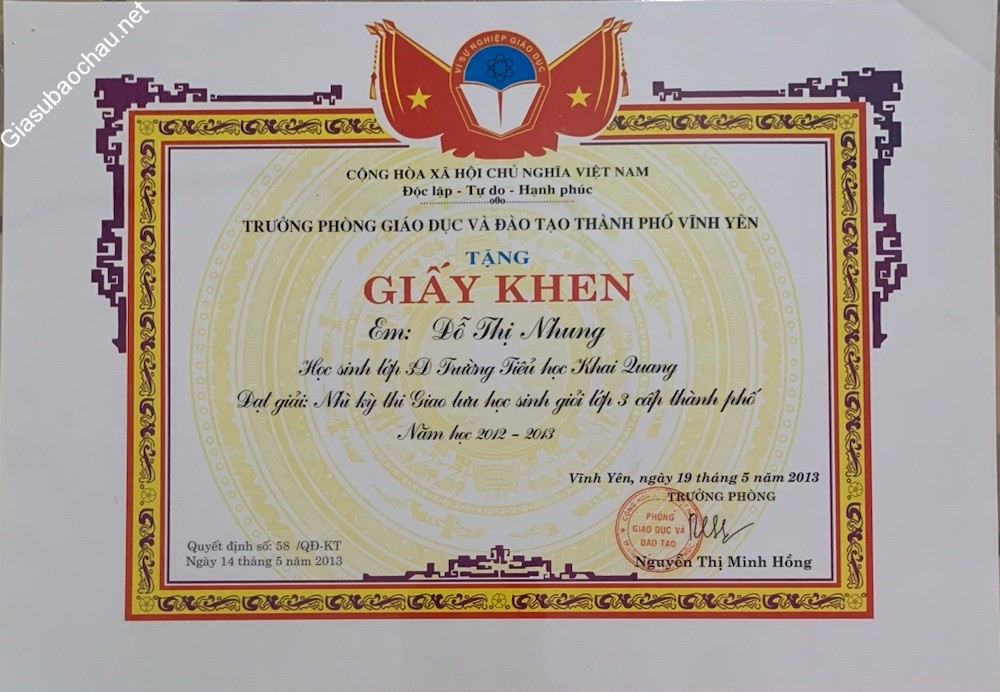 Giasubaochau.net
VÌ SỰ NGHIỆP GIÁO DỤC
CỘNG HÒA XÃ HỘI CHỦ NGHĨA VIỆT NAM
Độc lập - Tự do - Hạnh phúc
o0o
TRƯỞNG PHÒNG GIÁO DỤC VÀ ĐÀO TẠO THÀNH PHỐ VĨNH YÊN
TẶNG
GIẤY KHEN
Em: Đỗ Thị Nhung
Học sinh lớp 3D Trường Tiểu học Khai Quang
Đạt giải: Nhì kỳ thi Giao lưu học sinh giỏi lớp 3 cấp thành phố
Năm học 2012 - 2013
Vĩnh Yên, ngày 19 tháng 5 năm 2013
TRƯỞNG PHÒNG
PHÒNG
GIÁO DỤC VÀ
ĐÀO TẠO
Nguyễn Thị Minh Hồng
Quyết định số: 58 /QĐ-KT
Ngày 14 tháng 5 năm 2013